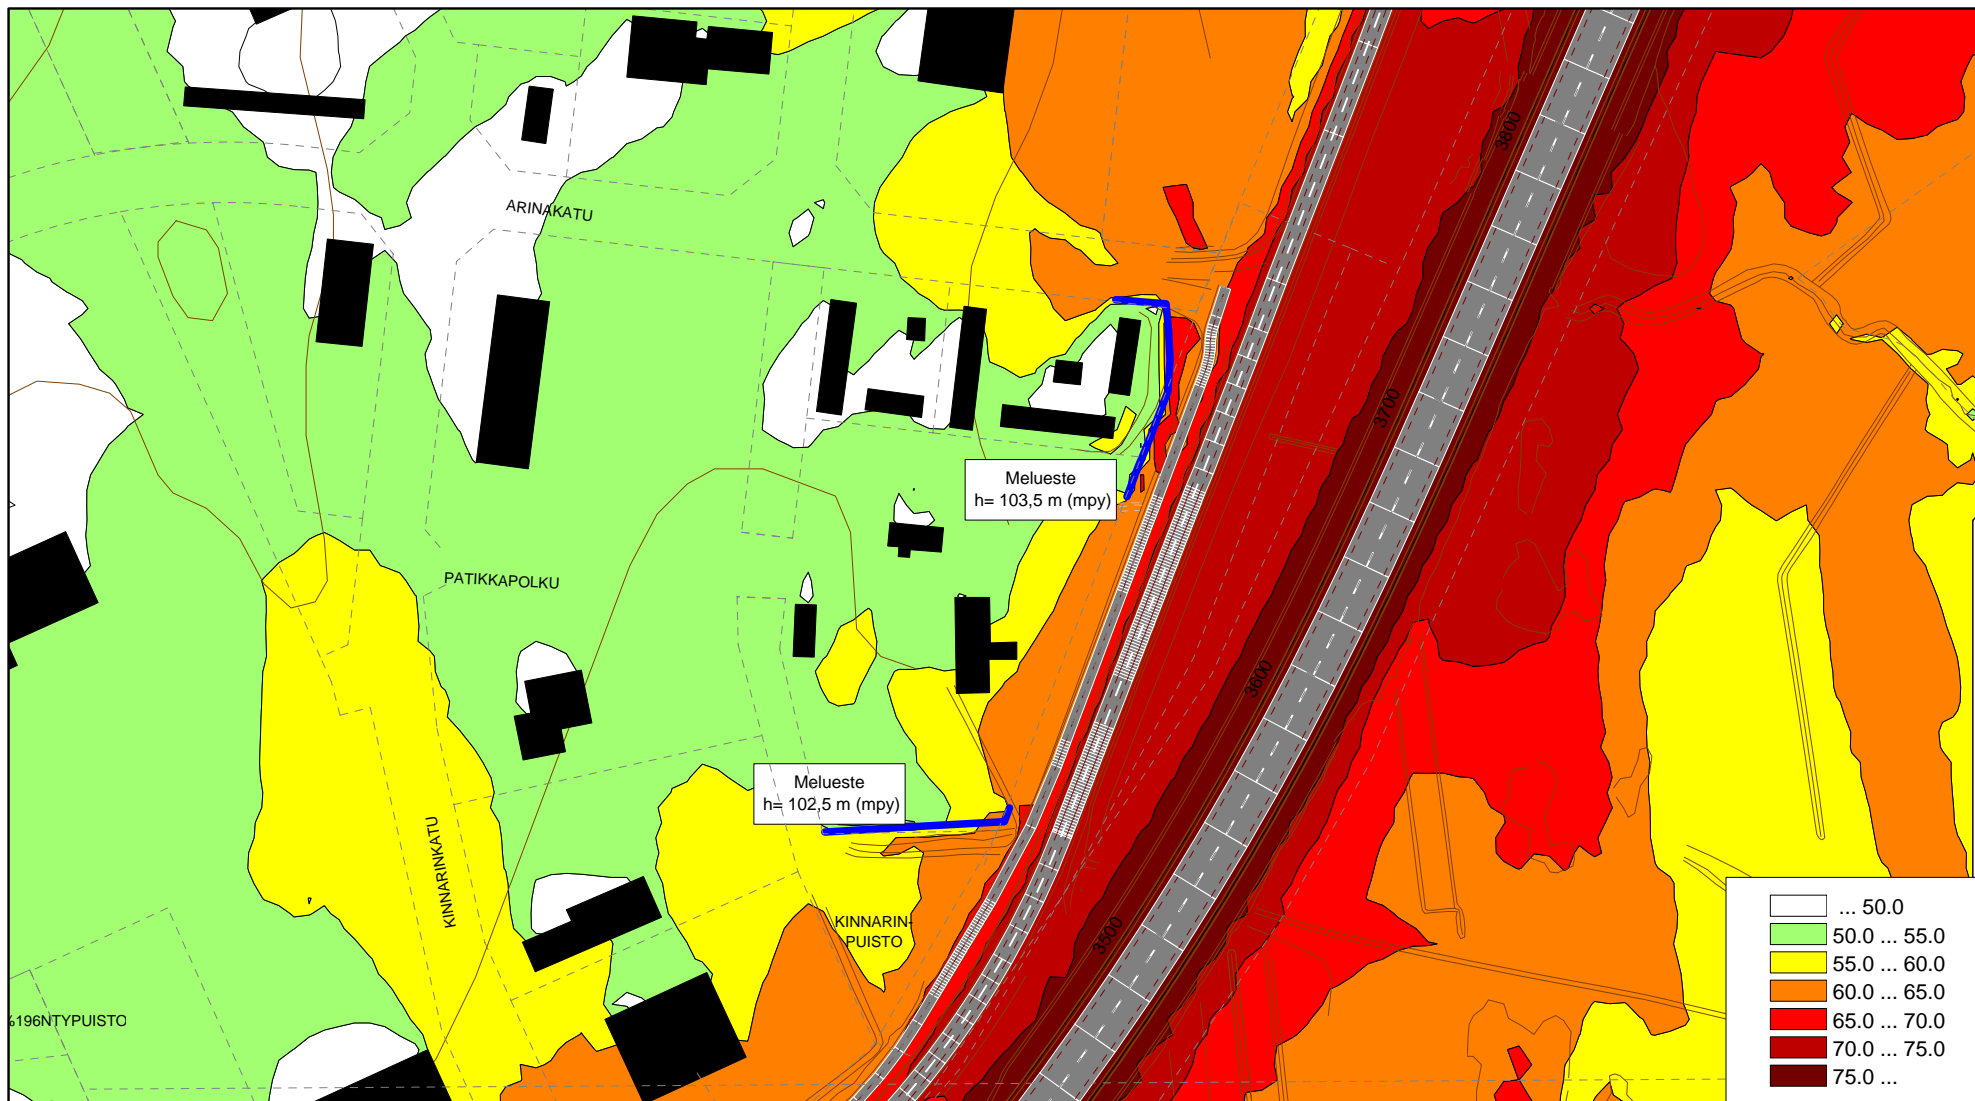 3800
ARINAKATU
3700
Melueste
h= 103,5 m (mpy)
PATIKKAPOLKU
3600
Melueste
h= 102,5 m (mpy)
KINNARINKATU
KINNARIN-
PUISTO
3500
%196NTYPUISTO
... 50.0
50.0 ... 55.0
55.0 ... 60.0
60.0 ... 65.0
65.0 ... 70.0
70.0 ... 75.0
75.0 ...